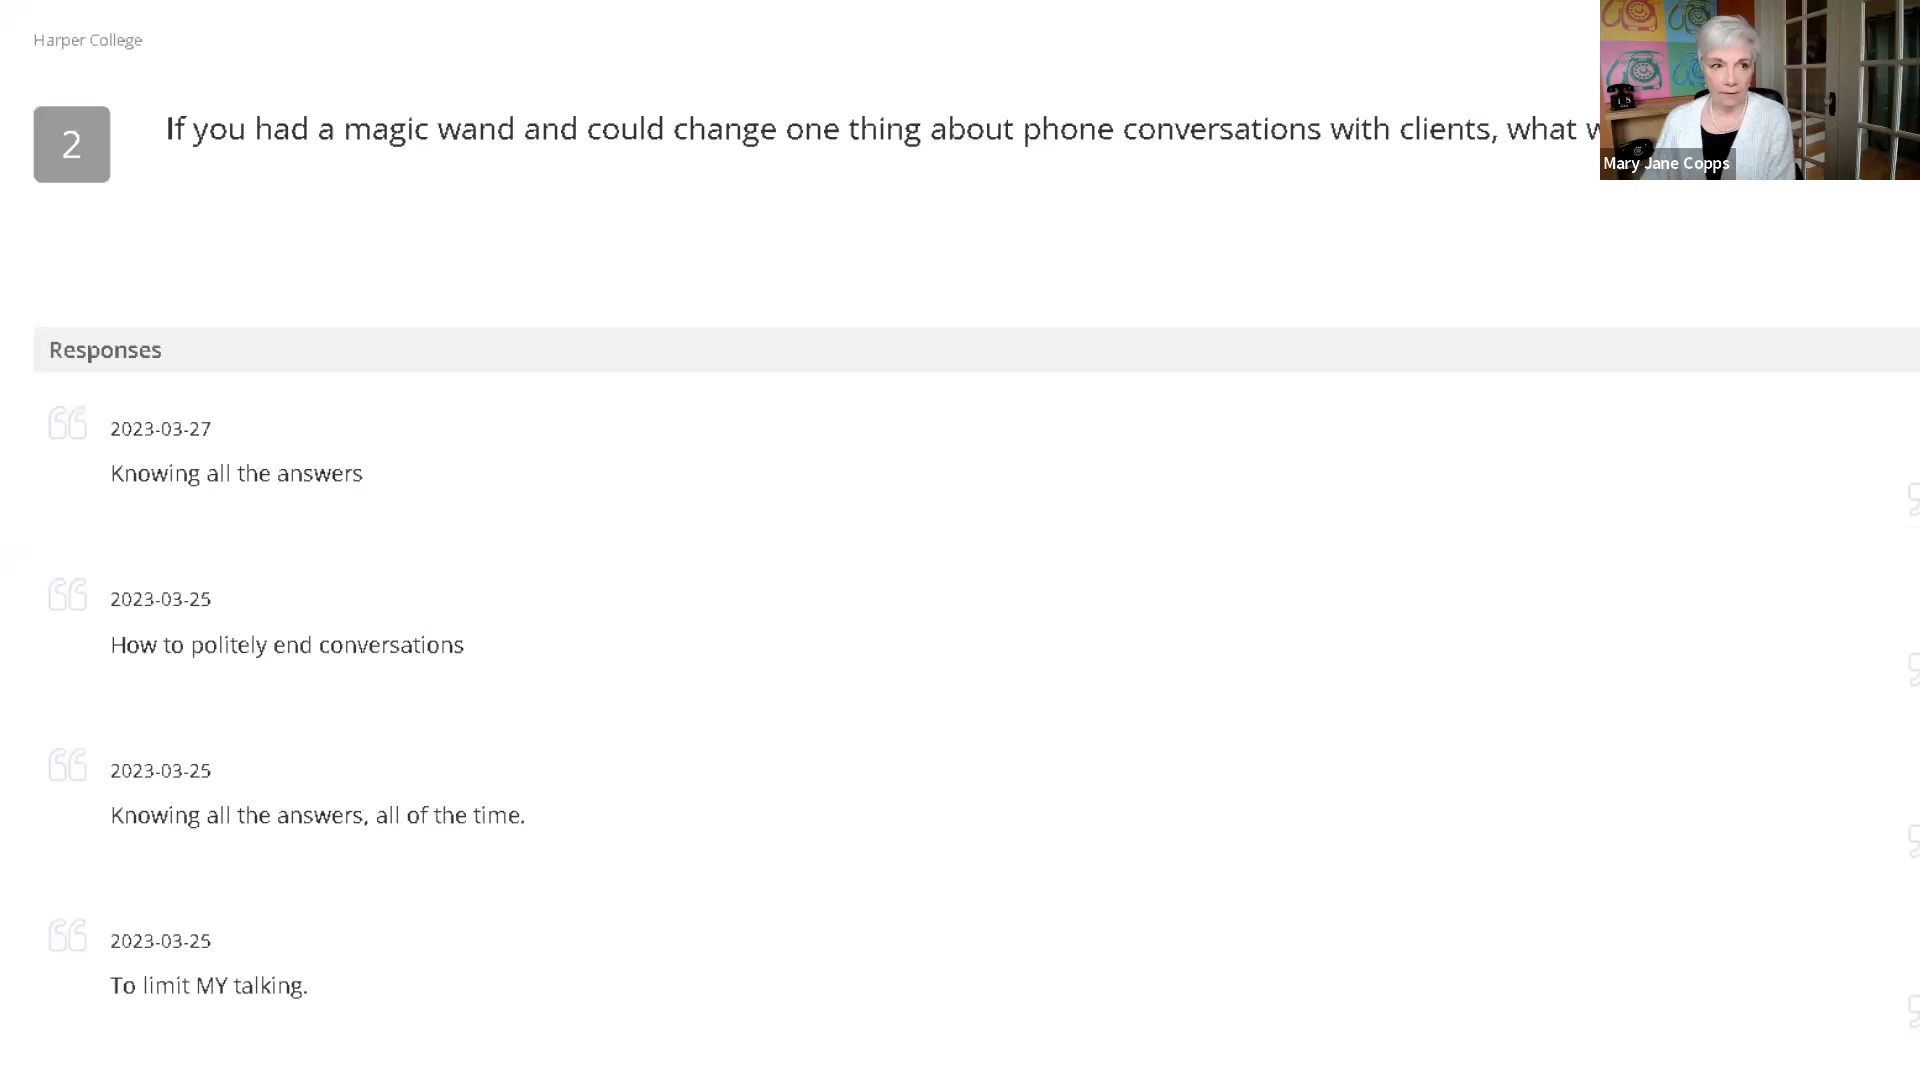 Harper College
2
If you had a magic wand and could change one thing about phone conversations with clients, what
Mary Jane Copps
Responses
2023-03-27
Knowing all the answers
2023-03-25
How to politely end conversations
2023-03-25
Knowing all the answers, all of the time.
2023-03-25
To limit MY talking.